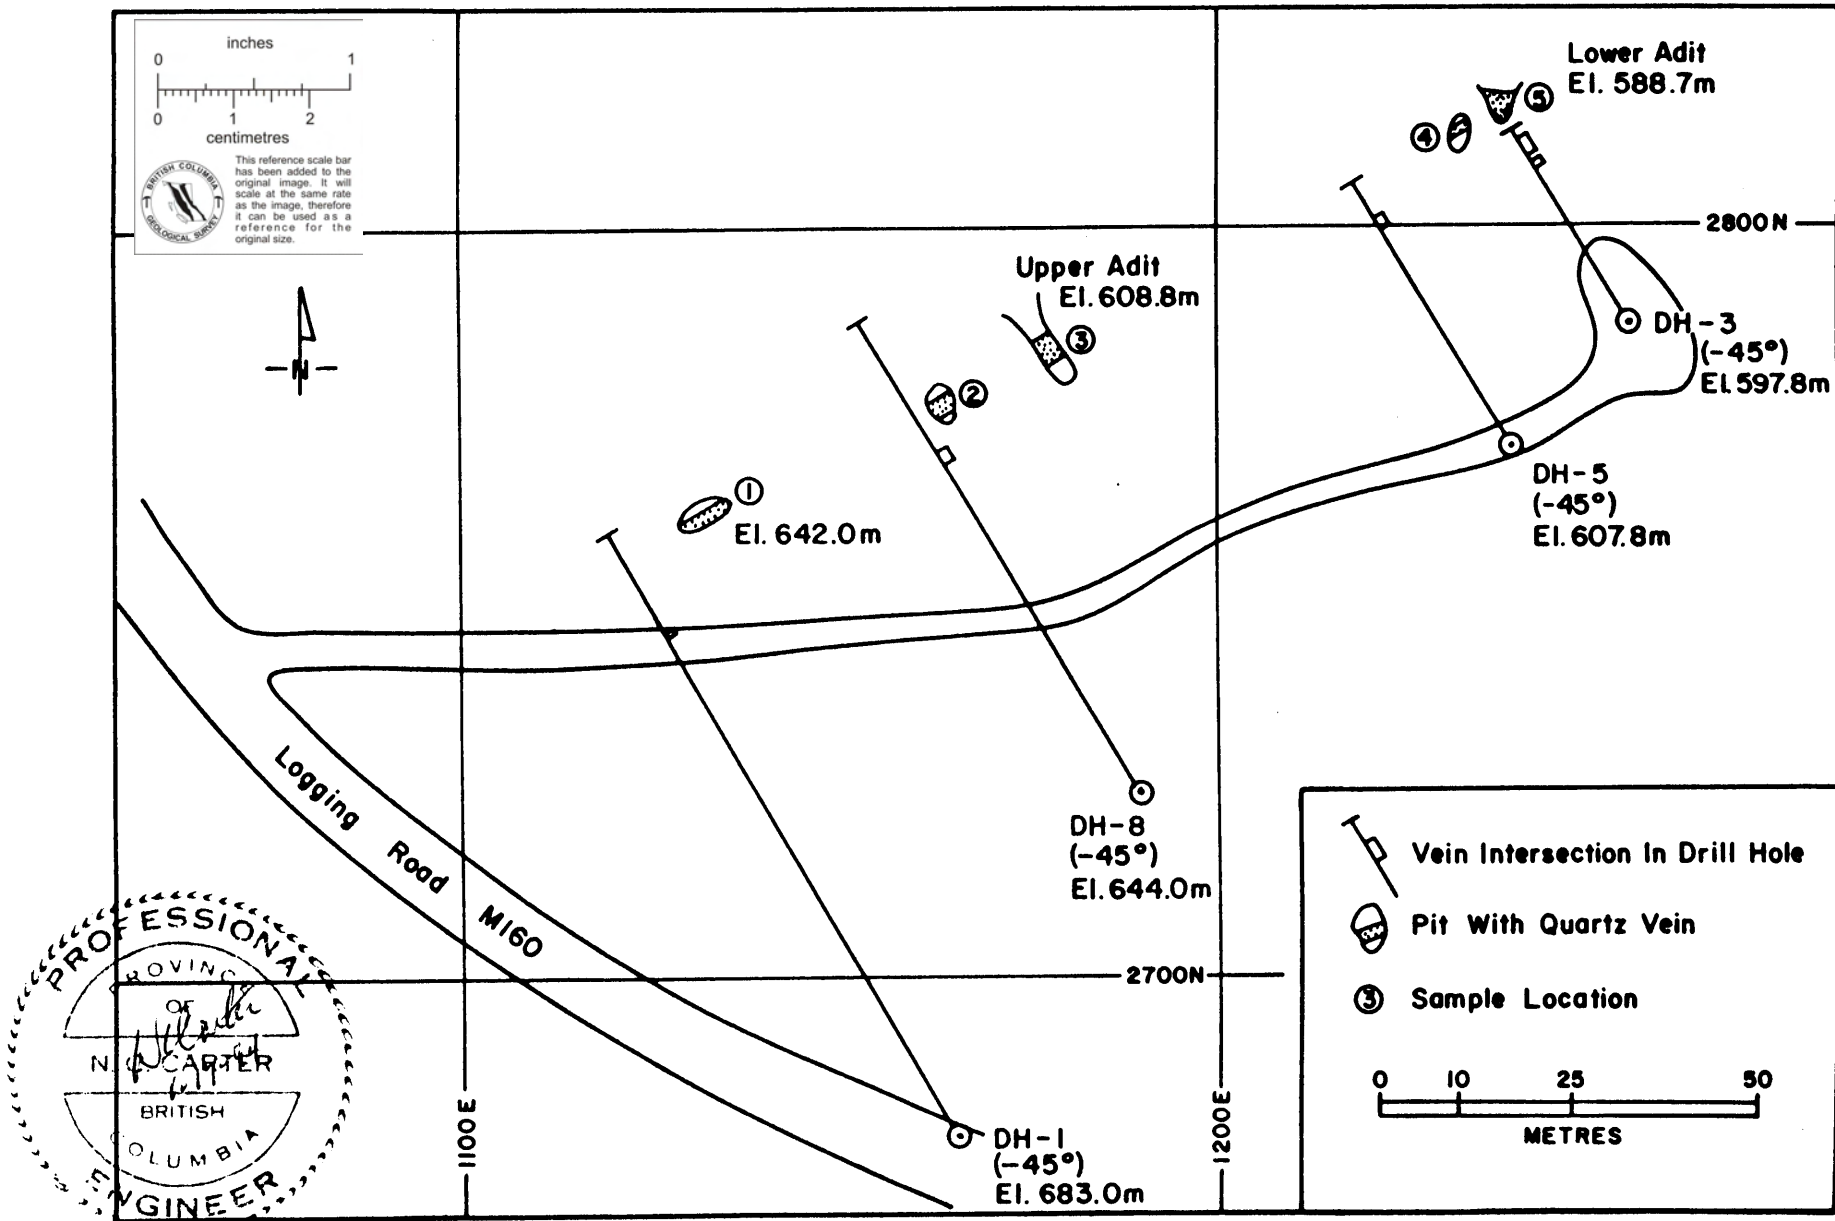 inches
0 1
0 1 2
centimetres
This reference scale bar
has been added to the
original image. It will
scale at the same rate
as the image, therefore
it can be used as a
reference for the
original size.
BRITISH COLUMBIA
GEOLOGICAL SURVEY
N
Lower Adit
El. 588.7m
5
4
2800N
Upper Adit
El. 608.8m
3
2
DH-3
(-45°)
El. 597.8m
1
El. 642.0m
DH-5
(-45°)
El. 607.8m
Logging Road M160
DH-8
(-45°)
El. 644.0m
2700N
Vein Intersection In Drill Hole
Pit With Quartz Vein
3 Sample Location
0 10 25 50
METRES
1100E
1200E
DH-1
(-45°)
El. 683.0m
PROFESSIONAL
PROVINCE
OF
N. C. CARTER
BRITISH
COLUMBIA
ENGINEER